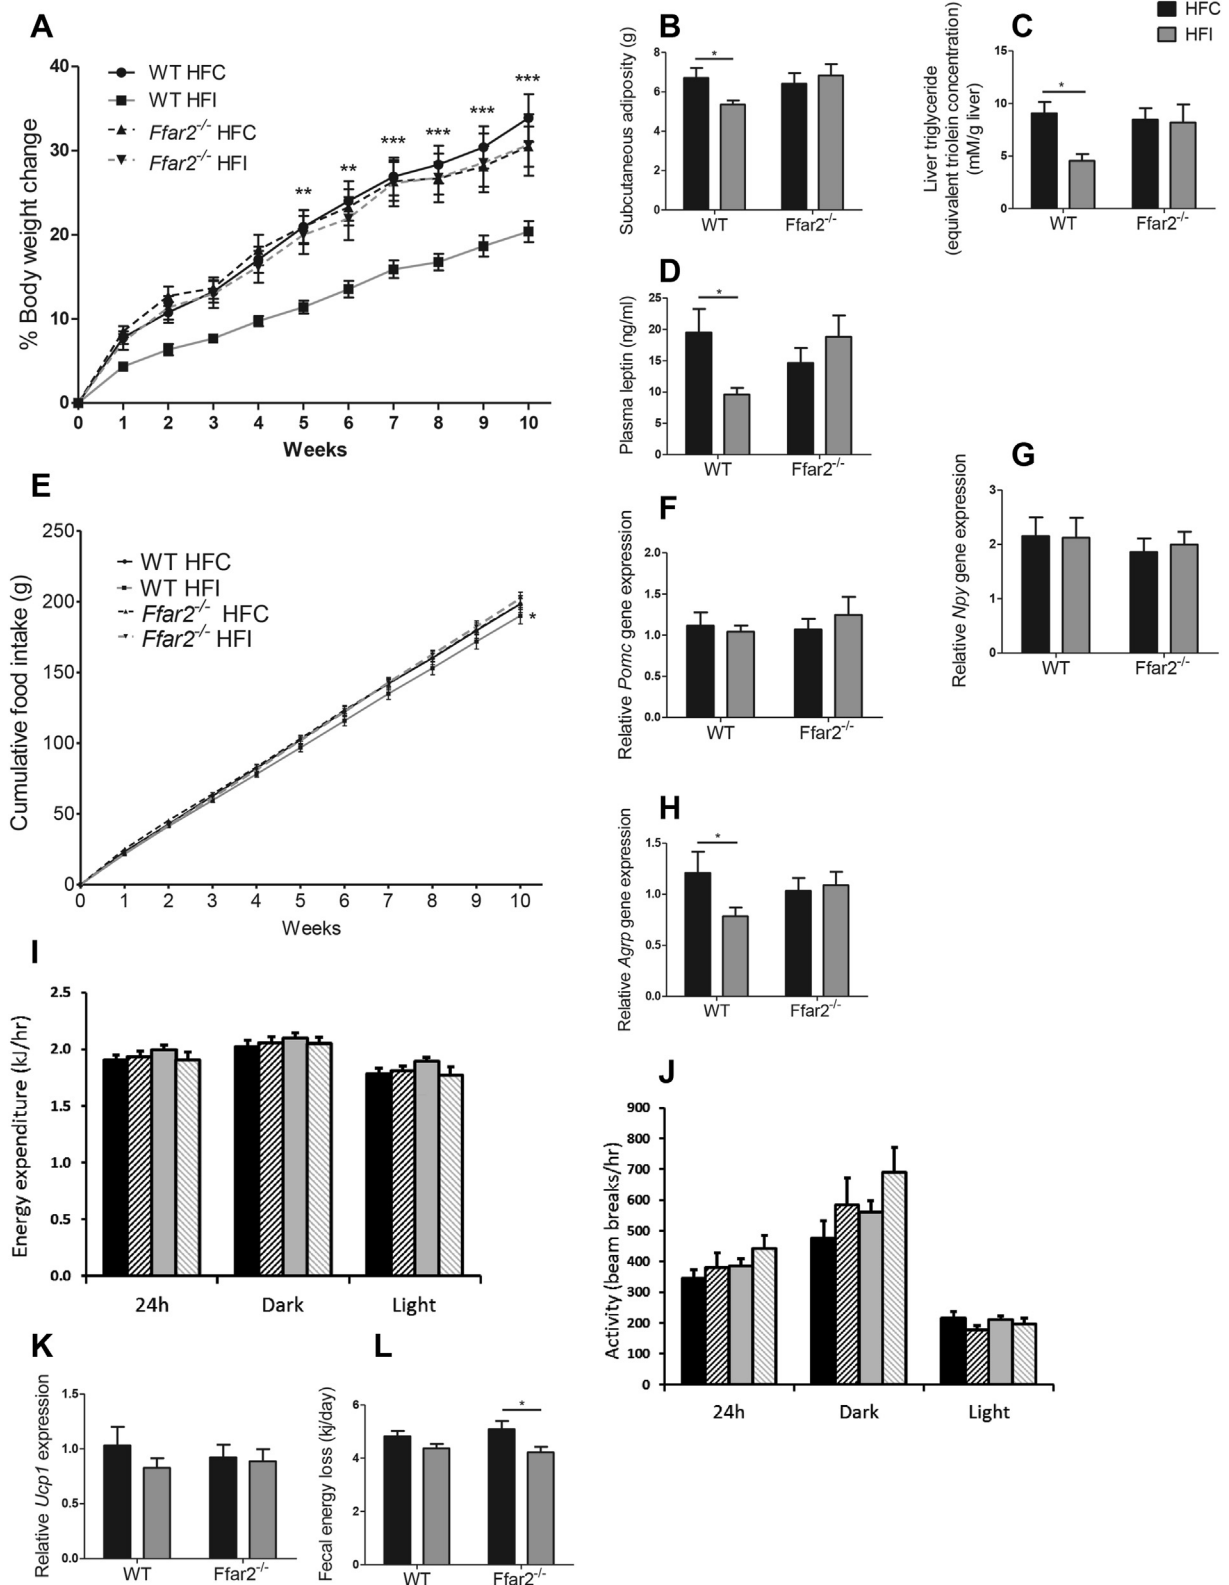 A
% Body weight change
40
30
20
10
0
WT HFC
WT HFI
Ffar2-/- HFC
Ffar2-/- HFI
**
**
***
***
***
***
0 1 2 3 4 5 6 7 8 9 10
Weeks
B
Subcutaneous adiposity (g)
8
6
4
2
0
*
WT Ffar2-/-
C
HFC
HFI
Liver triglyceride
(equivalent triolein concentration)
(mM/g liver)
15
10
5
0
*
WT Ffar2-/-
D
Plasma leptin (ng/ml)
25
20
15
10
5
0
*
WT Ffar2-/-
E
Cumulative food intake (g)
250
200
150
100
50
0
WT HFC
WT HFI
Ffar2-/- HFC
Ffar2-/- HFI
*
0 1 2 3 4 5 6 7 8 9 10
Weeks
F
Relative Pomc gene expression
2.0
1.5
1.0
0.5
0.0
WT Ffar2-/-
G
Relative Npy gene expression
3
2
1
0
WT Ffar2-/-
H
Relative Agrp gene expression
1.5
1.0
0.5
0.0
*
WT Ffar2-/-
I
Energy expenditure (kJ/hr)
2.5
2.0
1.5
1.0
0.5
0.0
24h Dark Light
J
Activity (beam breaks/hr)
900
800
700
600
500
400
300
200
100
0
24h Dark Light
K
Relative Ucp1 expression
1.5
1.0
0.5
0.0
WT Ffar2-/-
L
Fecal energy loss (kj/day)
6
4
2
0
*
WT Ffar2-/-